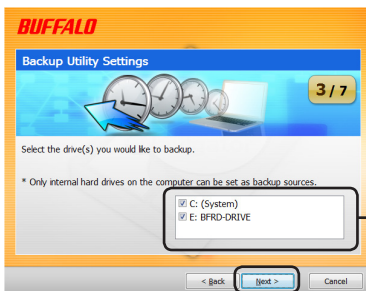 BUFFALO
Backup Utility Settings
3 / 7
Select the drive(s) you would like to backup.
* Only internal hard drives on the computer can be set as backup sources.
C: (System)
E: BFRD-DRIVE
< Back
Next >
Cancel